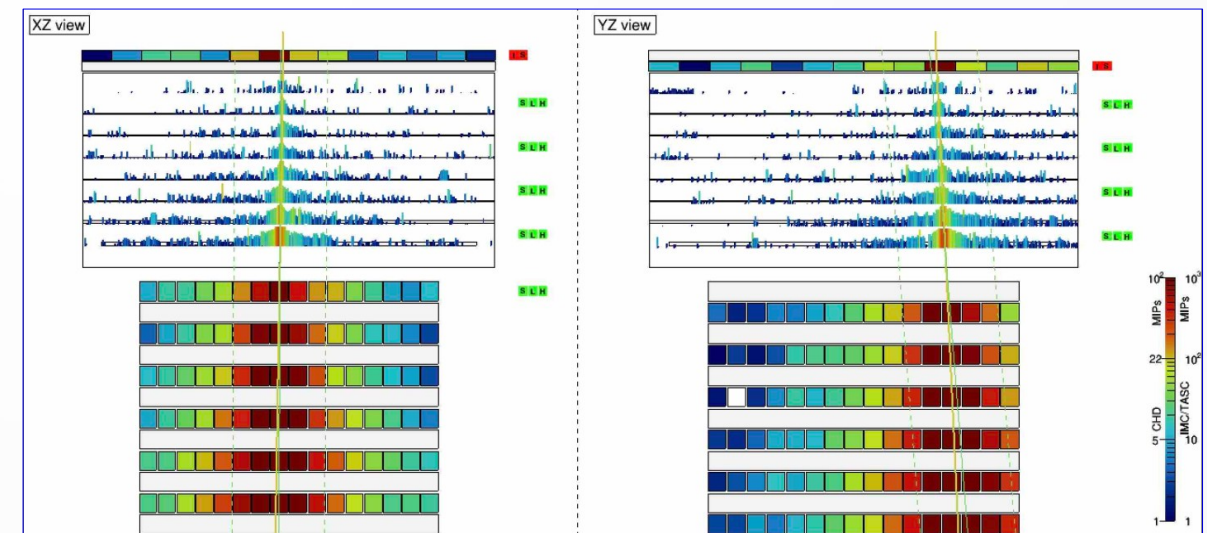 XZ view
YZ view
I S
I S
S L H
S L H
S L H
S L H
S L H
S L H
S L H
S L H
S L H
10² 10³
MIPs MIPs
22 10²
CHD IMC/TASC
5 10
1 1